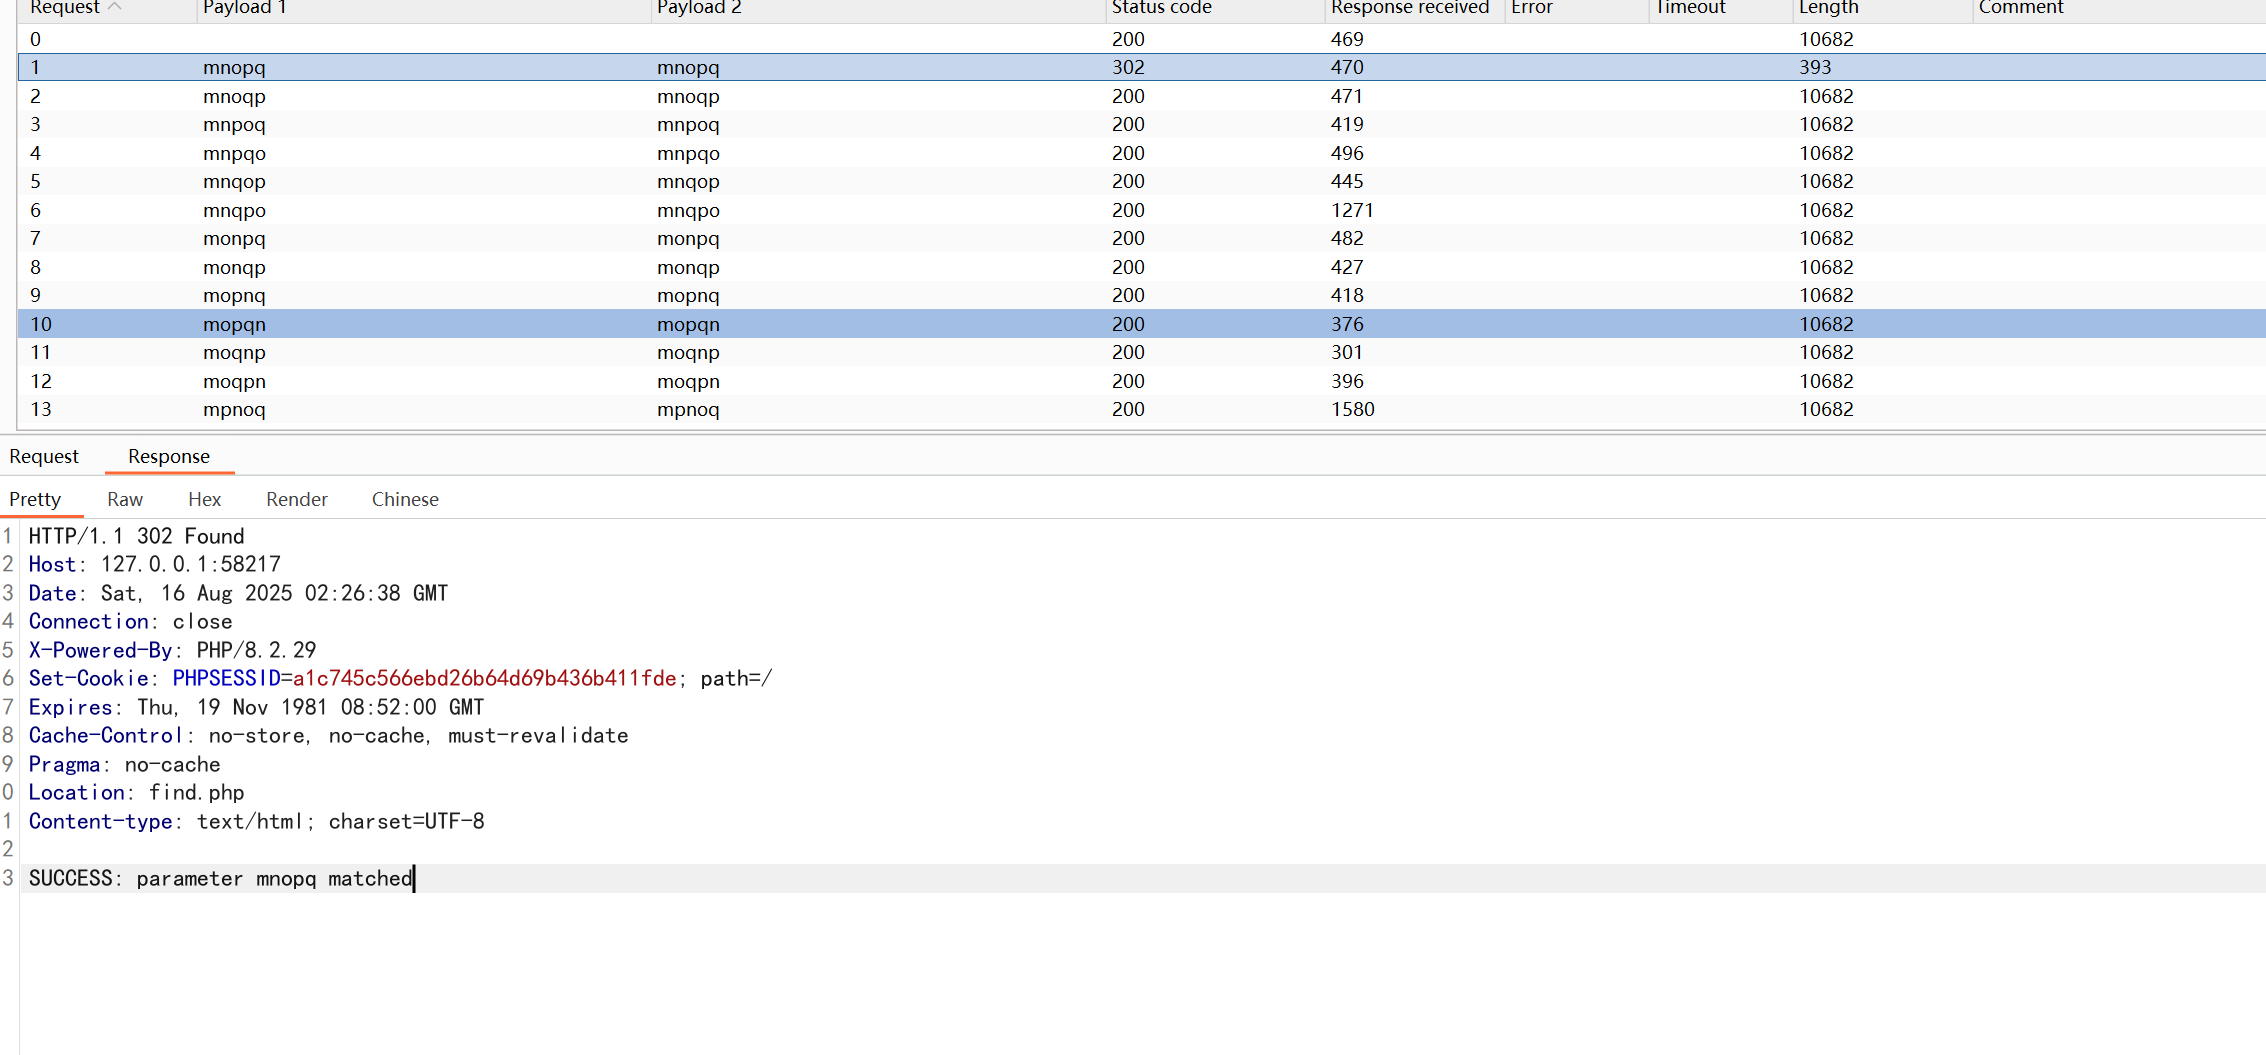 Request Payload 1 Payload 2 Status code Response received Error Timeout Length Comment
0 200 469 10682
1 mnopq mnopq 302 470 393
2 mnoqp mnoqp 200 471 10682
3 mnpoq mnpoq 200 419 10682
4 mnpqo mnpqo 200 496 10682
5 mnqop mnqop 200 445 10682
6 mnqpo mnqpo 200 1271 10682
7 monpq monpq 200 482 10682
8 monqp monqp 200 427 10682
9 mopnq mopnq 200 418 10682
10 mopqn mopqn 200 376 10682
11 moqnp moqnp 200 301 10682
12 moqpn moqpn 200 396 10682
13 mpnoq mpnoq 200 1580 10682
Request Response
Pretty Raw Hex Render Chinese
1 HTTP/1.1 302 Found
2 Host: 127.0.0.1:58217
3 Date: Sat, 16 Aug 2025 02:26:38 GMT
4 Connection: close
5 X-Powered-By: PHP/8.2.29
6 Set-Cookie: PHPSESSID=a1c745c566ebd26b64d69b436b411fde; path=/
7 Expires: Thu, 19 Nov 1981 08:52:00 GMT
8 Cache-Control: no-store, no-cache, must-revalidate
9 Pragma: no-cache
0 Location: find.php
1 Content-type: text/html; charset=UTF-8
2
3 SUCCESS: parameter mnopq matched